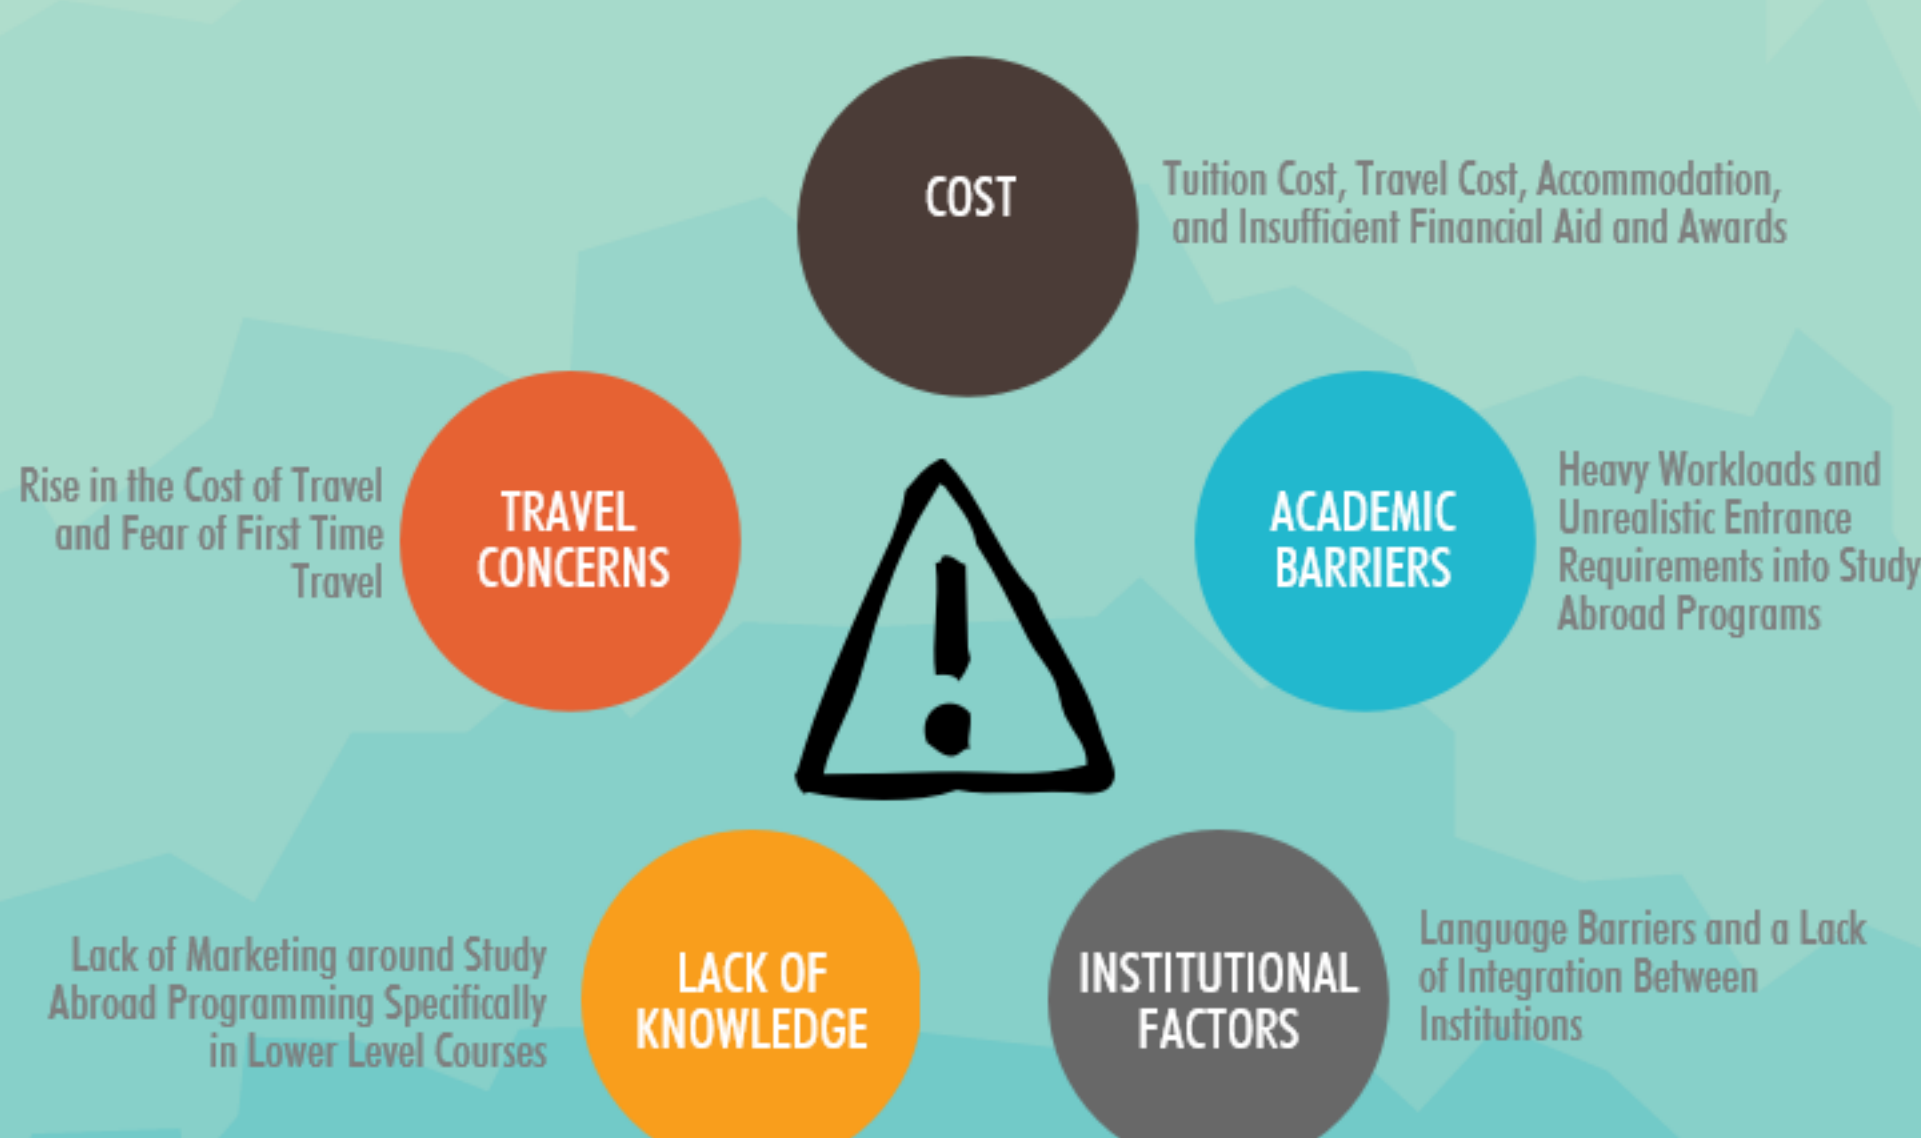 COST
Tuition Cost, Travel Cost, Accommodation,
and Insufficient Financial Aid and Awards
Rise in the Cost of Travel
and Fear of First Time
Travel
TRAVEL
CONCERNS
ACADEMIC
BARRIERS
Heavy Workloads and
Unrealistic Entrance
Requirements into Study
Abroad Programs
Lack of Marketing around Study
Abroad Programming Specifically
in Lower Level Courses
LACK OF
KNOWLEDGE
INSTITUTIONAL
FACTORS
Language Barriers and a Lack
of Integration Between
Institutions